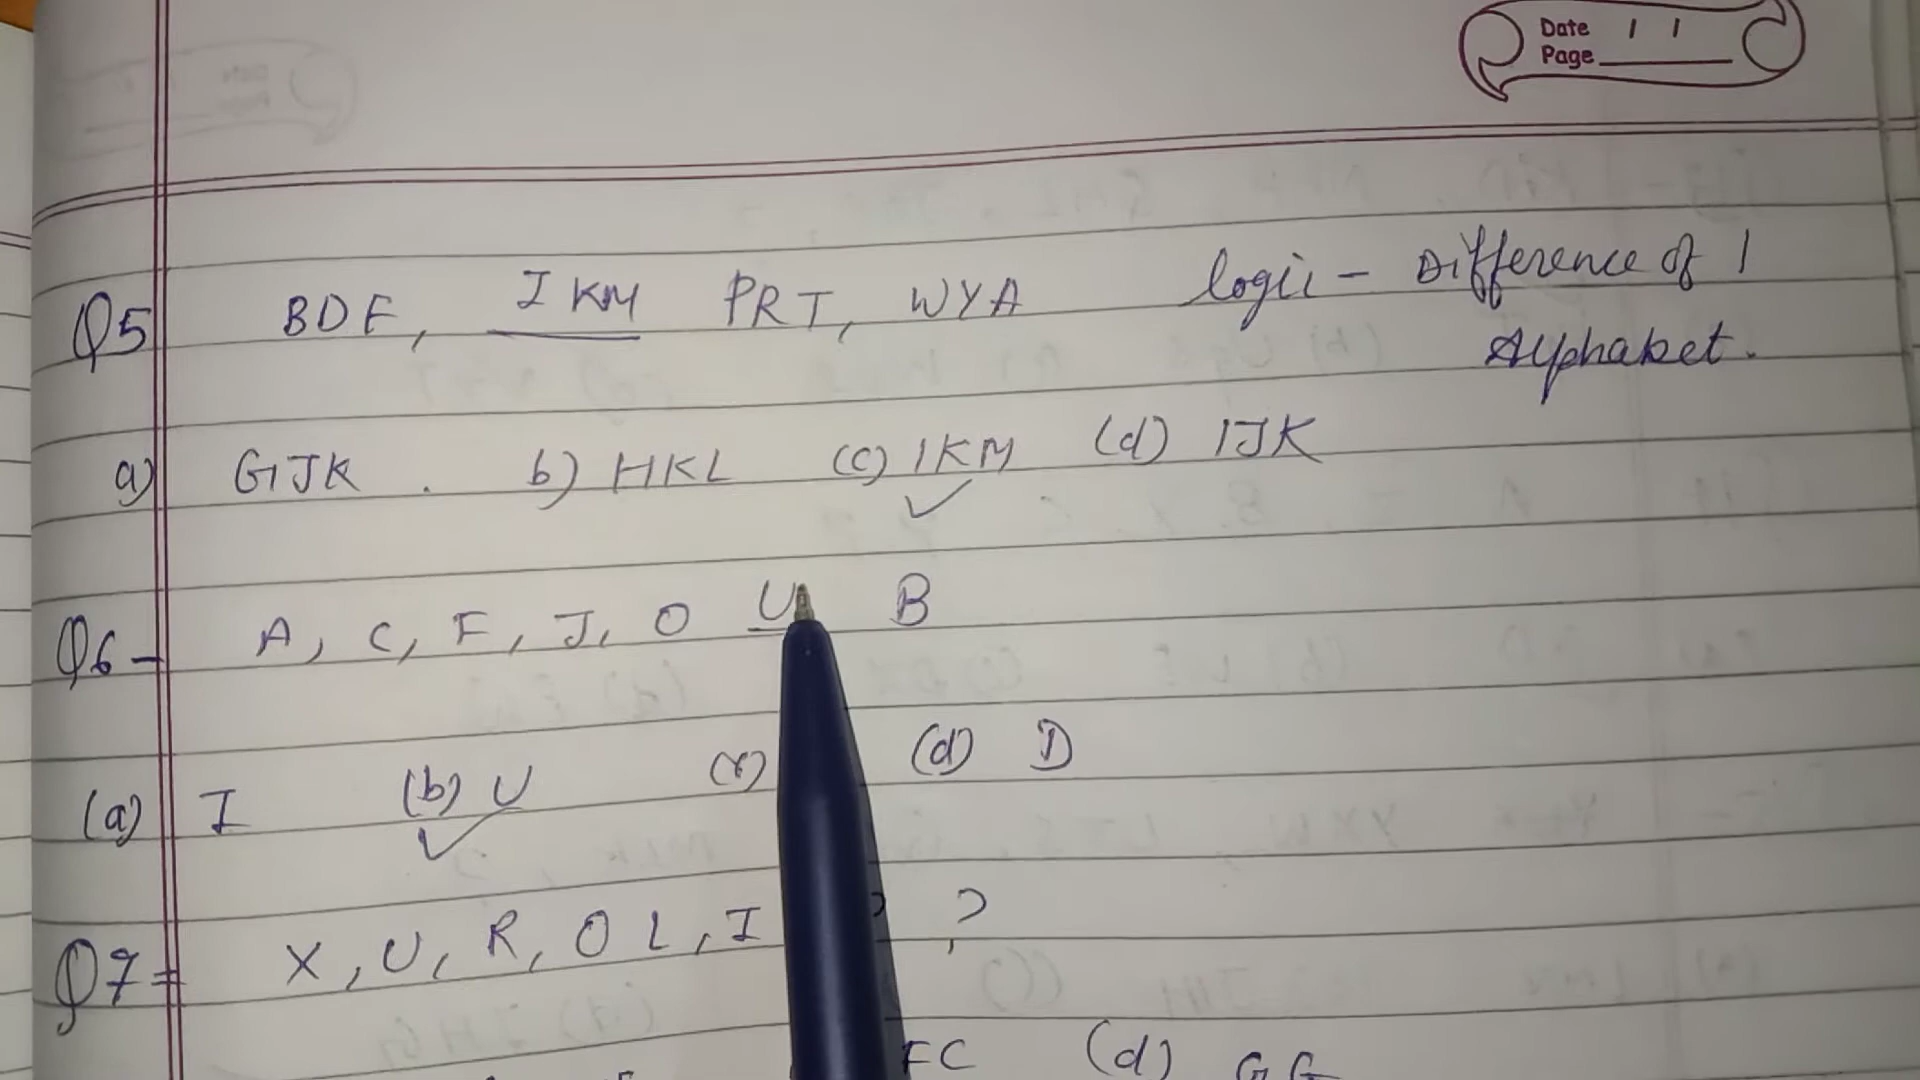 Date / /
Page
Q5 BDF, IKM PRT, WYA logic - Difference of 1
Alphabet.
a) GJK . b) HKL (c) IKM (d) IJK
Q6 - A, C, F, J, O U B
(a) I (b) U (c) (d) D
Q7 = X, U, R, O L, I ? , ?
FC (d) GG